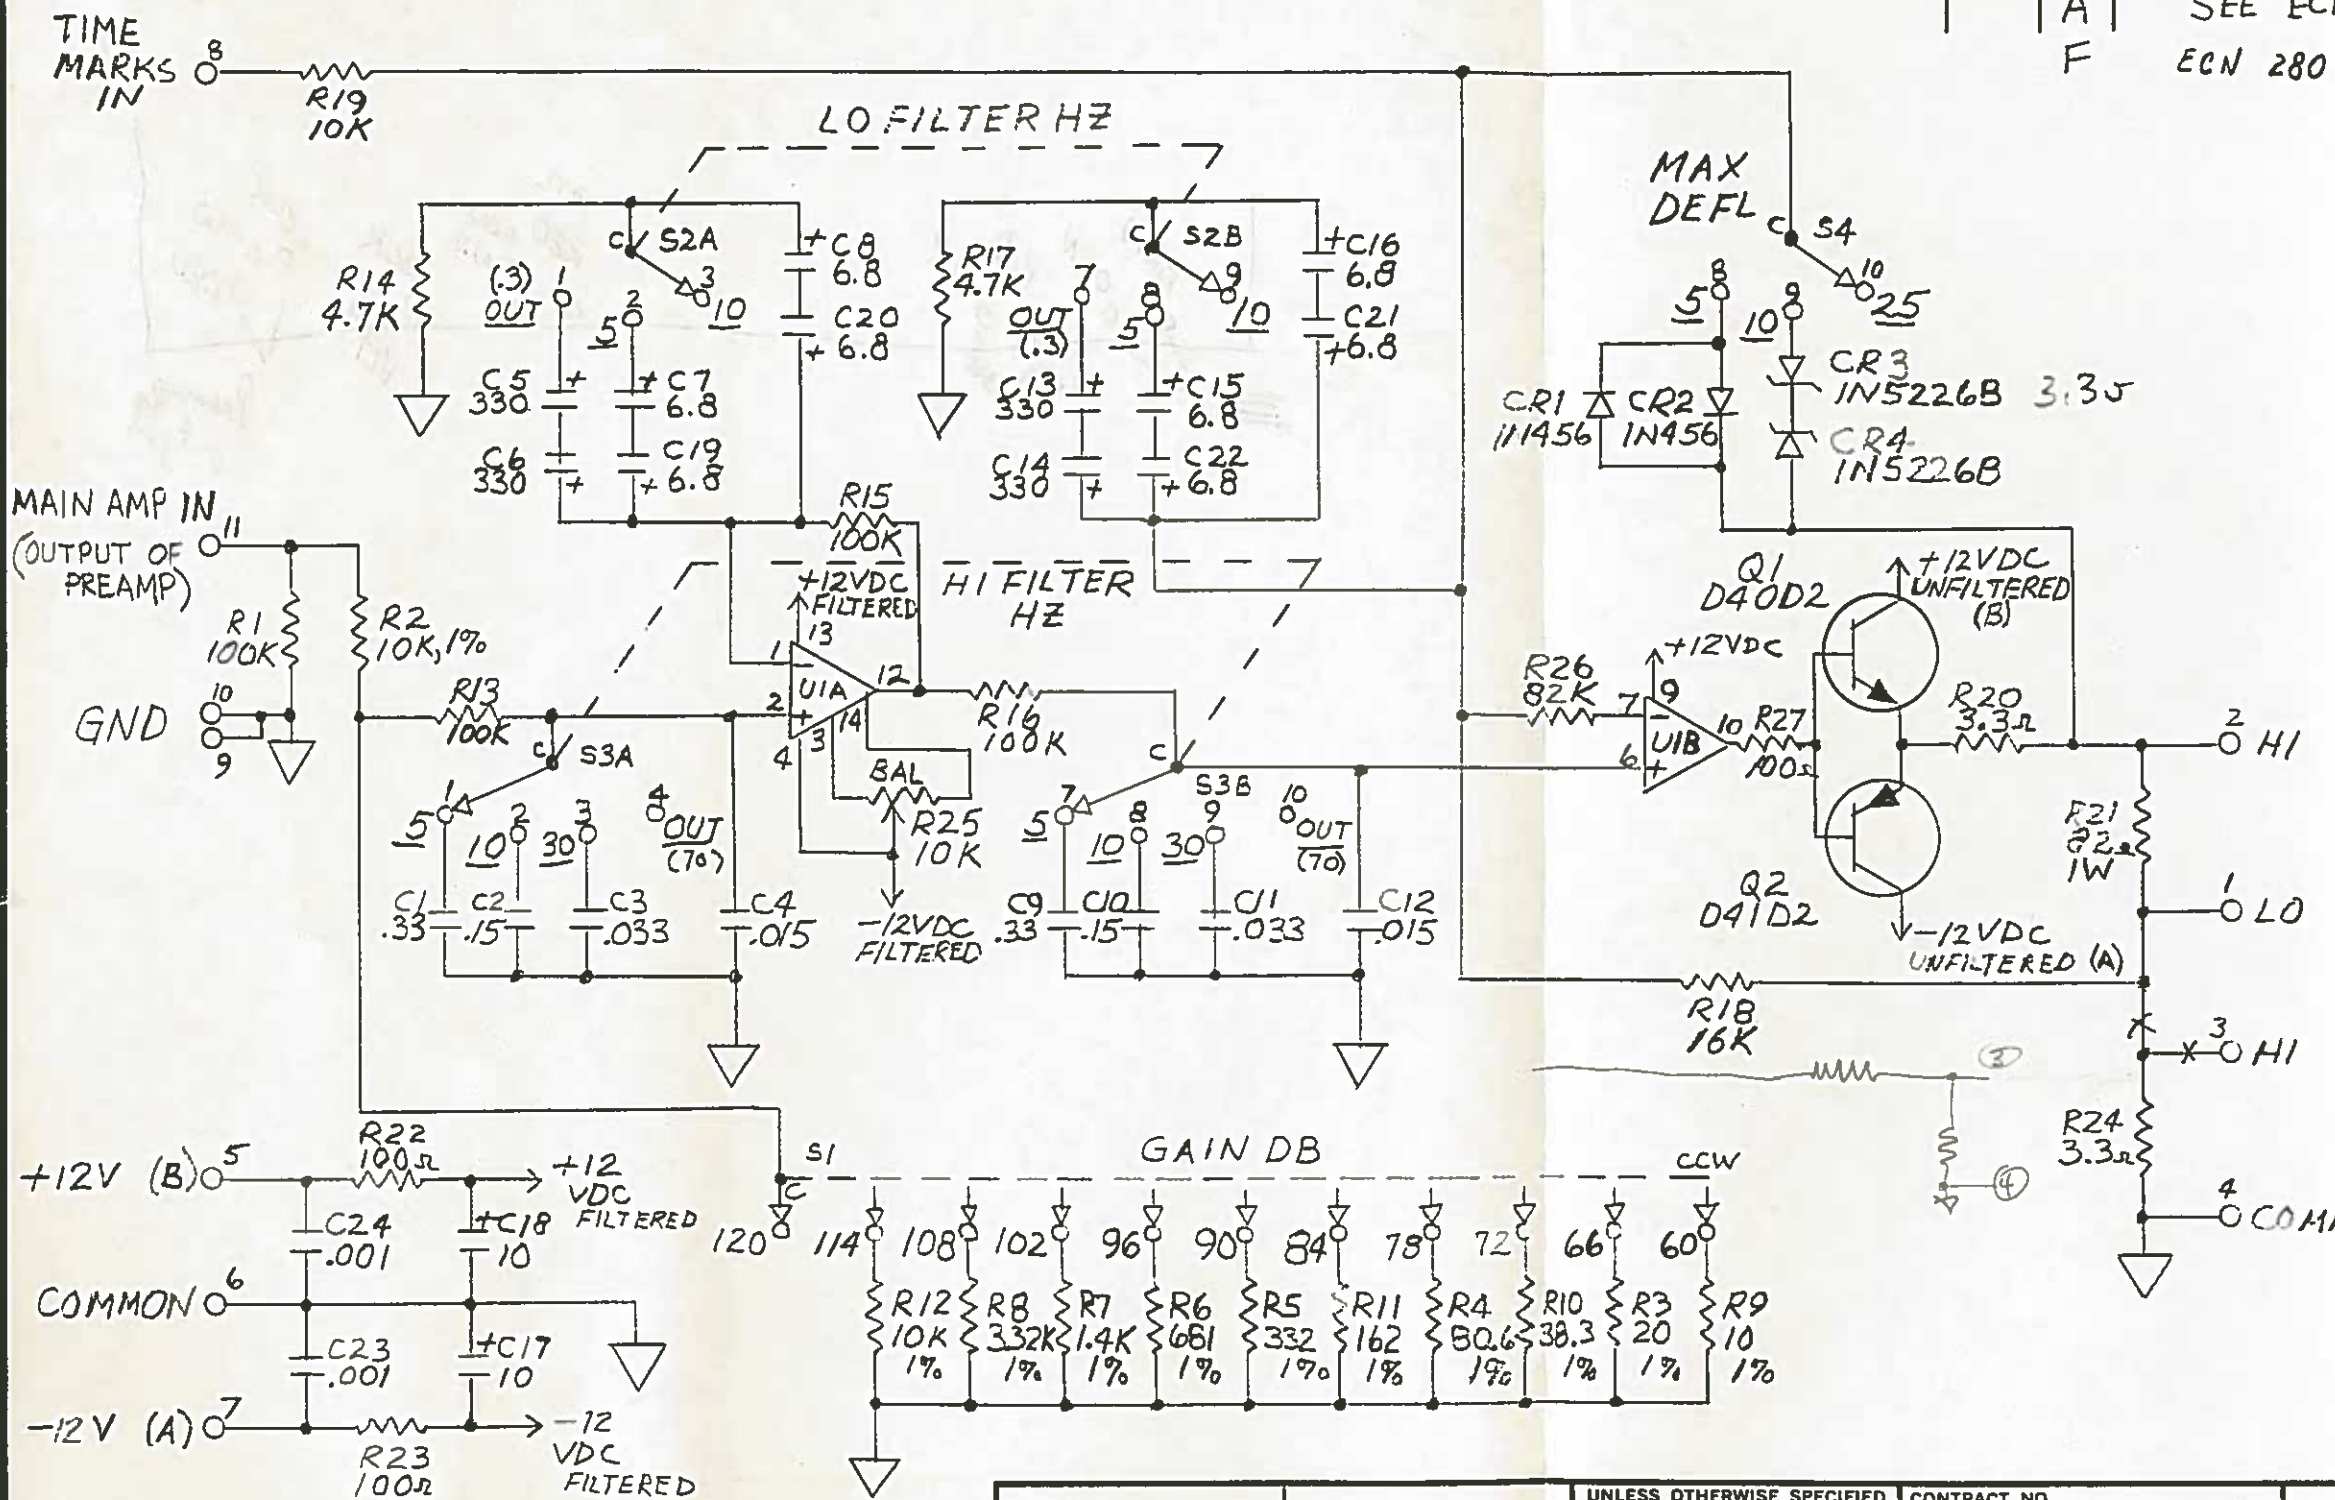 TIME
MARKS
IN
8
R19
10K
A SEE
F ECN 280
LO FILTER HZ
MAX
DEFL
C S4
8
5
9
10
10
25
R14
4.7K
(.3)
OUT
1
C S2A
2
5
3
10
+ C8
6.8
C20
+ 6.8
C5 +
330
C6
330 +
+ C7
6.8
C19
+ 6.8
R17
4.7K
OUT
(.3)
7
C S2B
8
5
9
10
+C16
6.8
C21
+6.8
C13 +
330
C14
330 +
+C15
6.8
C22
+ 6.8
CR1
1N456
CR2
1N456
CR3
1N5226B 3.3v
CR4
1N5226B
MAIN AMP IN
11
(OUTPUT OF
PREAMP)
R1
100K
R2
10K, 1%
GND
10
9
R15
100K
+12VDC
FILTERED
HI FILTER
HZ
R13
100K
C S3A
1
5
2
10
3
30
4
OUT
(70)
C1
.33
C2
.15
C3
.033
C4
.015
1 −
2 +
U1A
13
12
14
3
4
BAL
R25
10K
−12VDC
FILTERED
R16
100K
C
S3B
7
5
8
10
9
30
10
OUT
(70)
C9
.33
C10
.15
C11
.033
C12
.015
R26
82K
7 −
6 +
U1B
9
+12VDC
10
R27
100Ω
Q1
D40D2
+12VDC
UNFILTERED
(B)
R20
3.3Ω
Q2
D41D2
−12VDC
UNFILTERED (A)
2
HI
R21
22Ω
1W
1
LO
R18
16K
3
HI
R24
3.3Ω
4
3
4
+12V (B) 5
R22
100Ω
+12
VDC
FILTERED
C24
.001
+C18
10
COMMON 6
C23
.001
+C17
10
−12V (A) 7
R23
100Ω
−12
VDC
FILTERED
S1
C
GAIN DB
CCW
120 114 108 102 96 90 84 78 72 66 60
R12
10K
1%
R8
3.32K
1%
R7
1.4K
1%
R6
681
1%
R5
332
1%
R11
162
1%
R4
80.6
1%
R10
38.3
1%
R3
20
1%
R9
10
1%
UNLESS OTHERWISE SPECIFIED
CONTRACT NO.